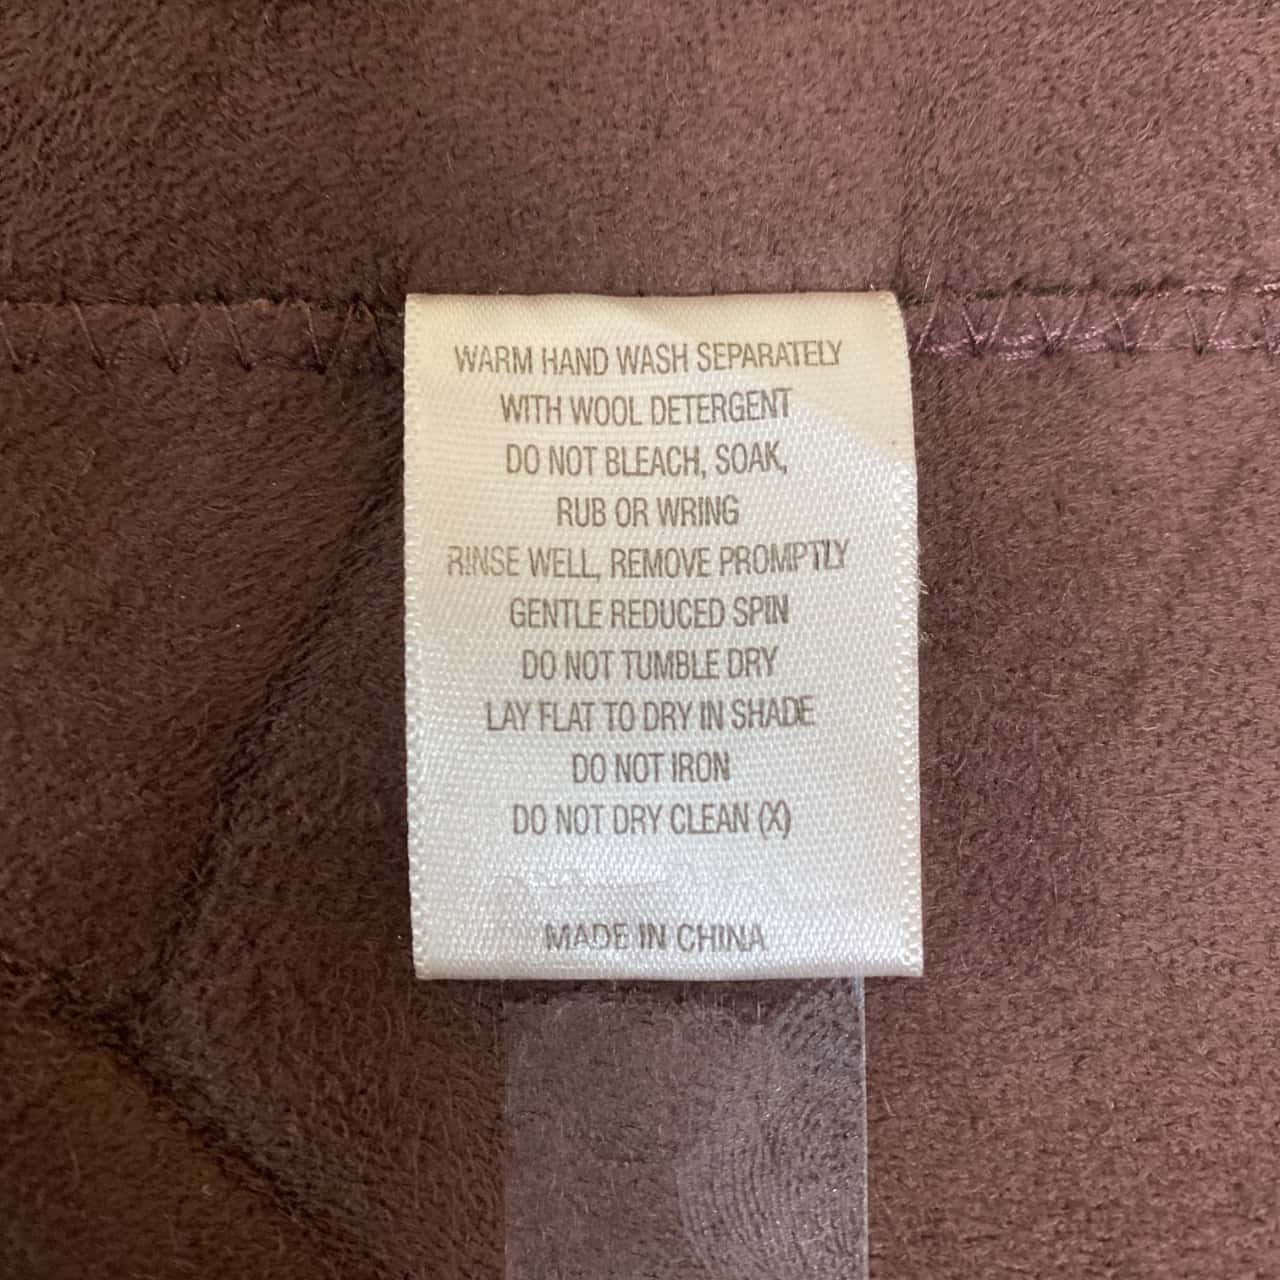 WARM HAND WASH SEPARATELY
WITH WOOL DETERGENT
DO NOT BLEACH, SOAK,
RUB OR WRING
RINSE WELL, REMOVE PROMPTLY
GENTLE REDUCED SPIN
DO NOT TUMBLE DRY
LAY FLAT TO DRY IN SHADE
DO NOT IRON
DO NOT DRY CLEAN (X)
MADE IN CHINA